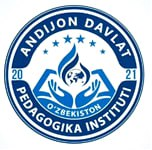 ANDIJON DAVLAT
20 21
O'ZBEKISTON
PEDAGOGIKA INSTITUTI